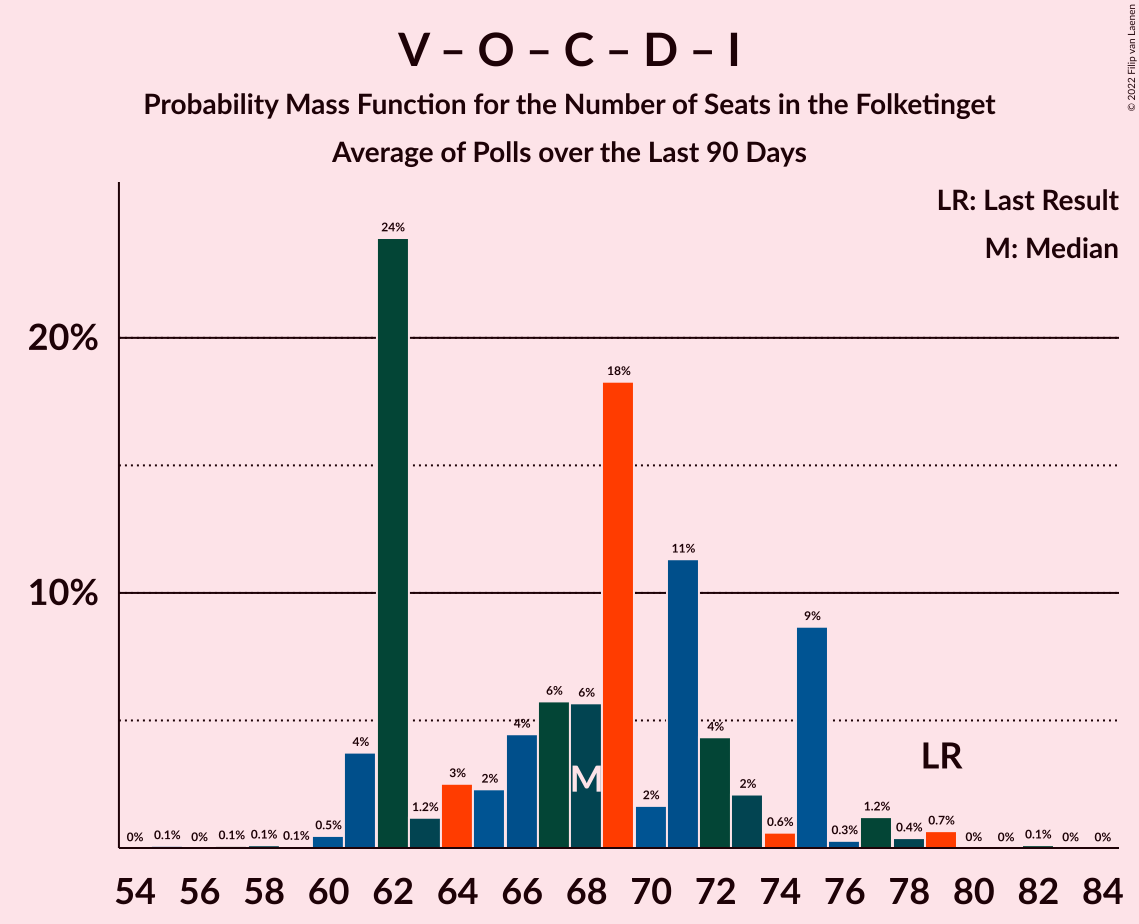 V – O – C – D – I
Probability Mass Function for the Number of Seats in the Folketinget
Average of Polls over the Last 90 Days
© 2022 Filip van Laenen
LR: Last Result
M: Median
20%
10%
0% 0.1% 0% 0.1% 0.1% 0.1% 0.5% 4% 24% 1.2% 3% 2% 4% 6% 6% 18% 2% 11% 4% 2% 0.6% 9% 0.3% 1.2% 0.4% 0.7% 0% 0% 0.1% 0% 0%
M
LR
54 56 58 60 62 64 66 68 70 72 74 76 78 80 82 84